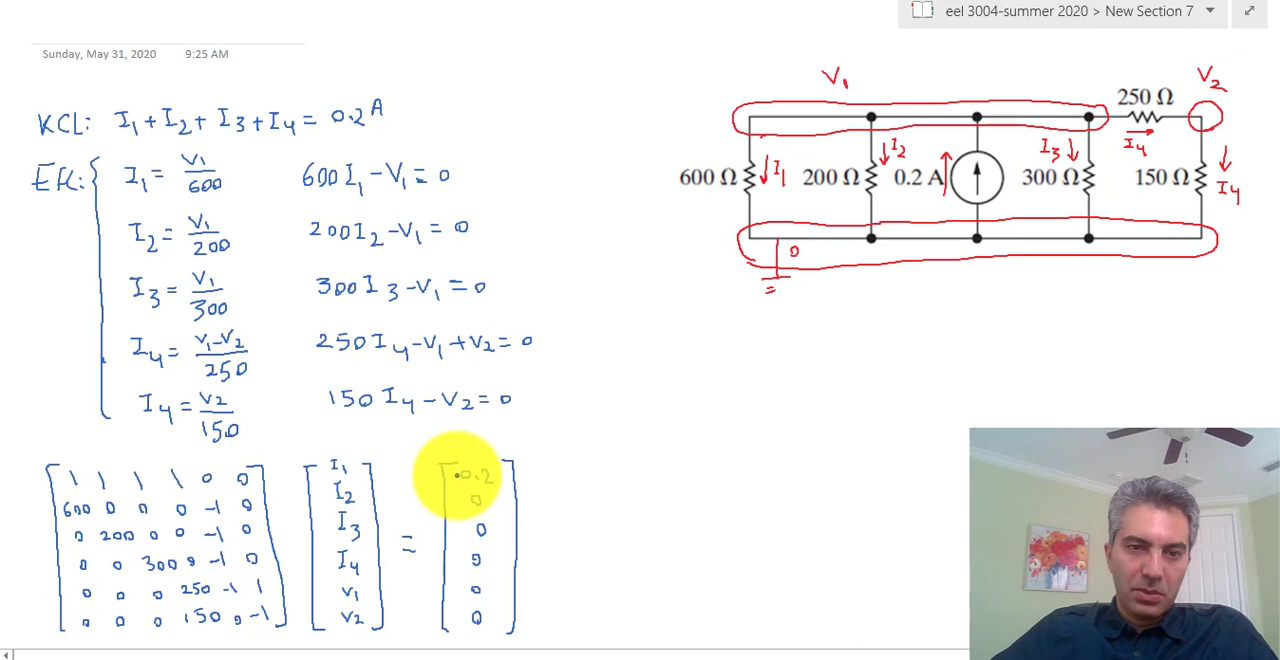 eel 3004-summer 2020 > New Section 7
Sunday, May 31, 2020 9:25 AM
KCL: I1 + I2 + I3 + I4 = 0.2 A
Elt: {
I1 = V1/600 600 I1 - V1 = 0
I2 = V1/200 200 I2 - V1 = 0
I3 = V1/300 300 I3 - V1 = 0
I4 = V1-V2/250 250 I4 - V1 + V2 = 0
I4 = V2/150 150 I4 - V2 = 0
1 1 1 1 0 0 I1 0.2
600 0 0 0 -1 0 I2 0
0 200 0 0 -1 0 I3 = 0
0 0 300 0 -1 0 I4 0
0 0 0 250 -1 1 V1 0
0 0 0 150 0 -1 V2 0
V1 V2
250 Ω
I4
600 Ω I1 200 Ω I2 0.2 A 300 Ω I3 150 Ω I4
0